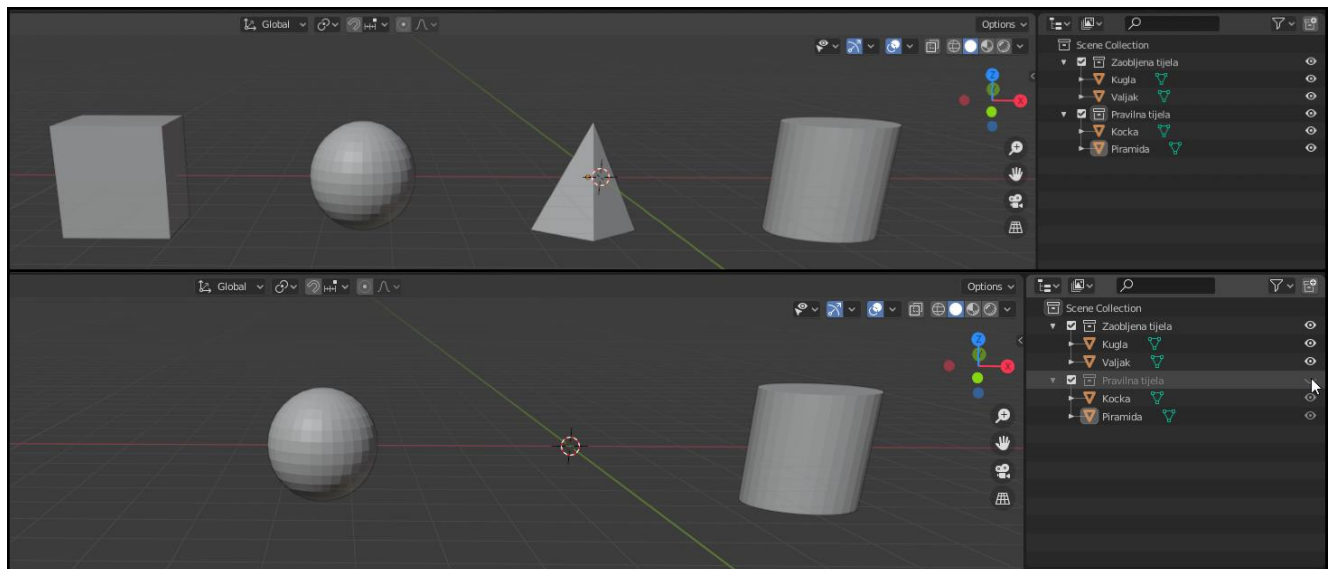 Global
Options
Scene Collection
Zaobljena tijela
Kugla
Valjak
Pravilna tijela
Kocka
Piramida
Z
X
Global
Options
Scene Collection
Zaobljena tijela
Kugla
Valjak
Pravilna tijela
Kocka
Piramida
Z
X